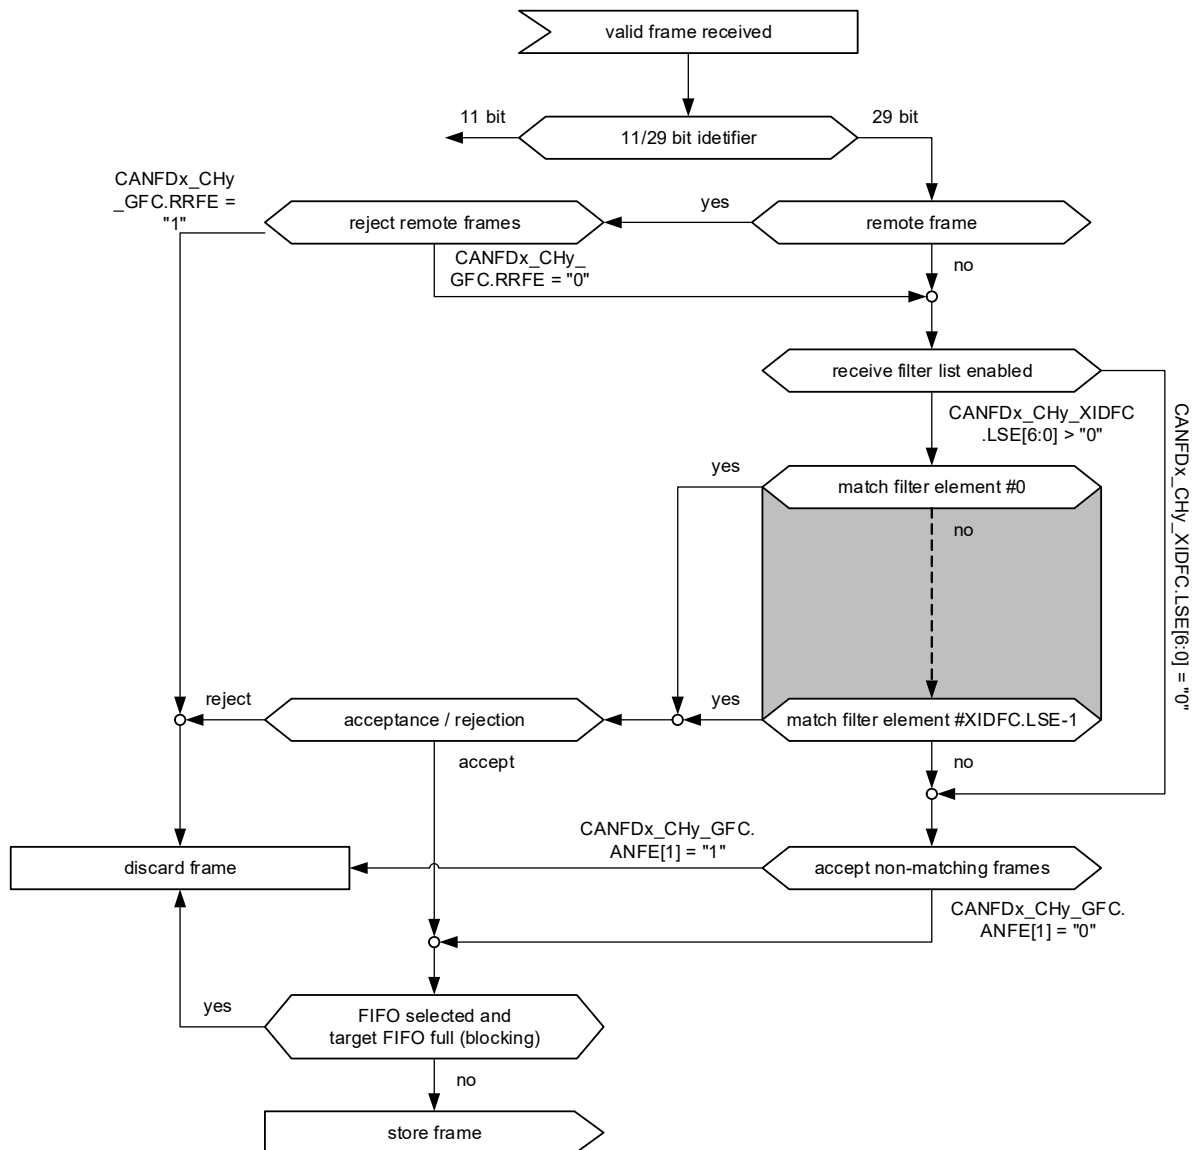 valid frame received
11 bit
29 bit
11/29 bit idetifier
CANFDx_CHy
_GFC.RRFE =
"1"
reject remote frames
yes
remote frame
CANFDx_CHy_
GFC.RRFE = "0"
no
receive filter list enabled
CANFDx_CHy_XIDFC
.LSE[6:0] > "0"
CANFDx_CHy_XIDFC.LSE[6:0] = "0"
yes
match filter element #0
no
reject
acceptance / rejection
yes
match filter element #XIDFC.LSE-1
accept
no
CANFDx_CHy_GFC.
ANFE[1] = "1"
discard frame
accept non-matching frames
CANFDx_CHy_GFC.
ANFE[1] = "0"
yes
FIFO selected and
target FIFO full (blocking)
no
store frame